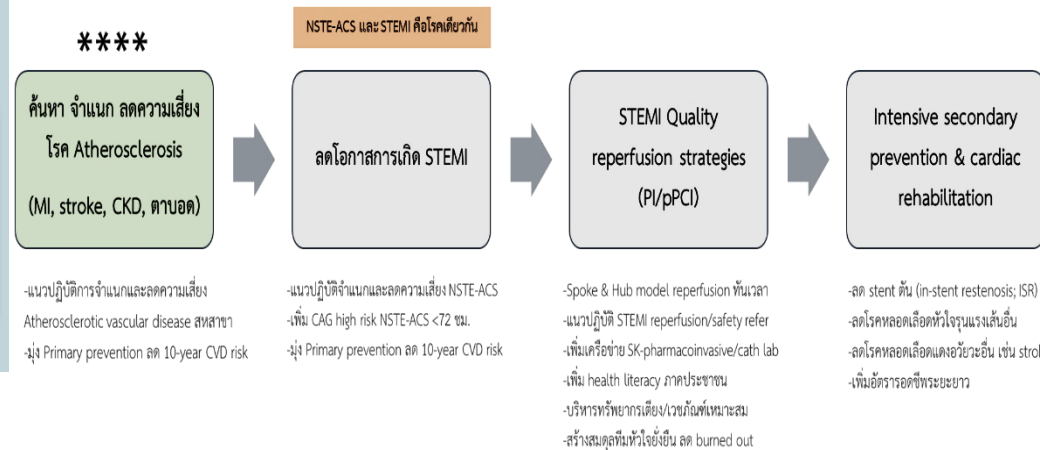 ****
ค้นหา จำแนก ลดความเสี่ยง
โรค Atherosclerosis
(MI, stroke, CKD, ตาบอด)
-แนวปฏิบัติการจำแนกและลดความเสี่ยง
Atherosclerotic vascular disease สหสาขา
-มุ่ง Primary prevention ลด 10-year CVD risk
NSTE-ACS และ STEMI คือโรคเดียวกัน
ลดโอกาสการเกิด STEMI
-แนวปฏิบัติจำแนกและลดความเสี่ยง NSTE-ACS
-เพิ่ม CAG high risk NSTE-ACS <72 ชม.
-มุ่ง Primary prevention ลด 10-year CVD risk
STEMI Quality
reperfusion strategies
(PI/pPCI)
-Spoke & Hub model reperfusion ทันเวลา
-แนวปฏิบัติ STEMI reperfusion/safety refer
-เพิ่มเครือข่าย SK-pharmacoinvasive/cath lab
-เพิ่ม health literacy ภาคประชาชน
-บริหารทรัพยากรเตียง/เวชภัณฑ์เหมาะสม
-สร้างสมดุลทีมหัวใจยั่งยืน ลด burned out
Intensive secondary
prevention & cardiac
rehabilitation
-ลด stent ตัน (in-stent restenosis; ISR)
-ลดโรคหลอดเลือดหัวใจรุนแรงเส้นอื่น
-ลดโรคหลอดเลือดแดงอวัยวะอื่น เช่น
-เพิ่มอัตรารอดชีพระยะยาว